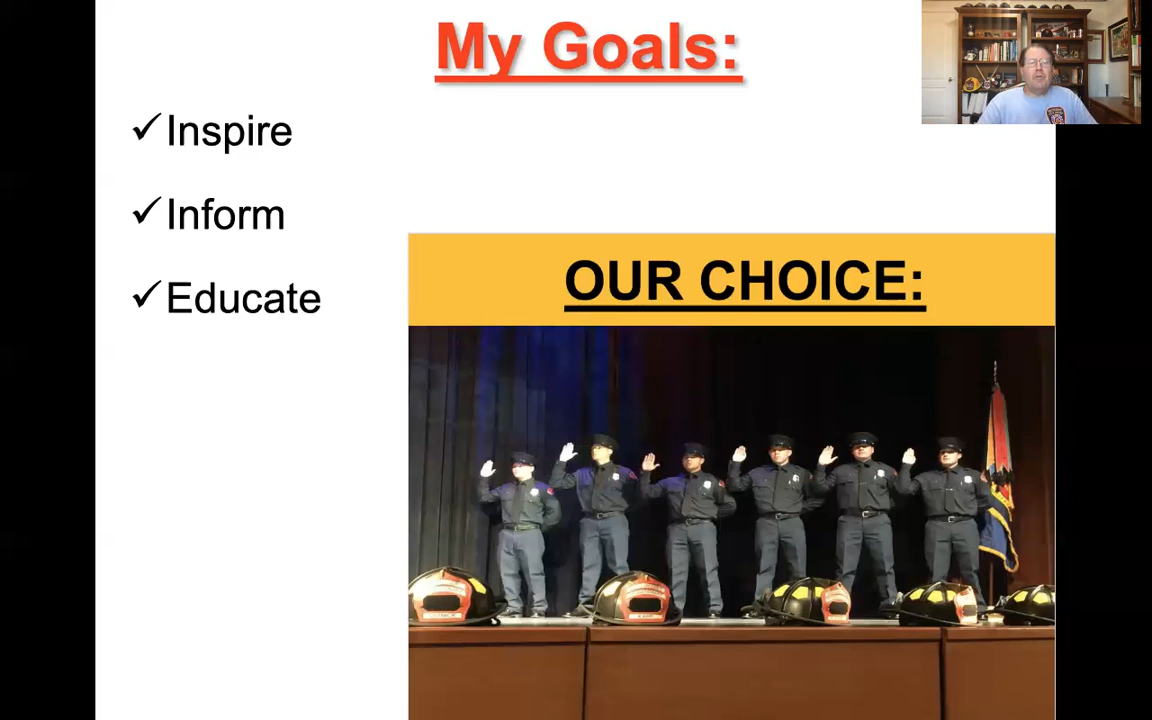 My Goals:
✓Inspire
✓Inform
✓Educate
OUR CHOICE: